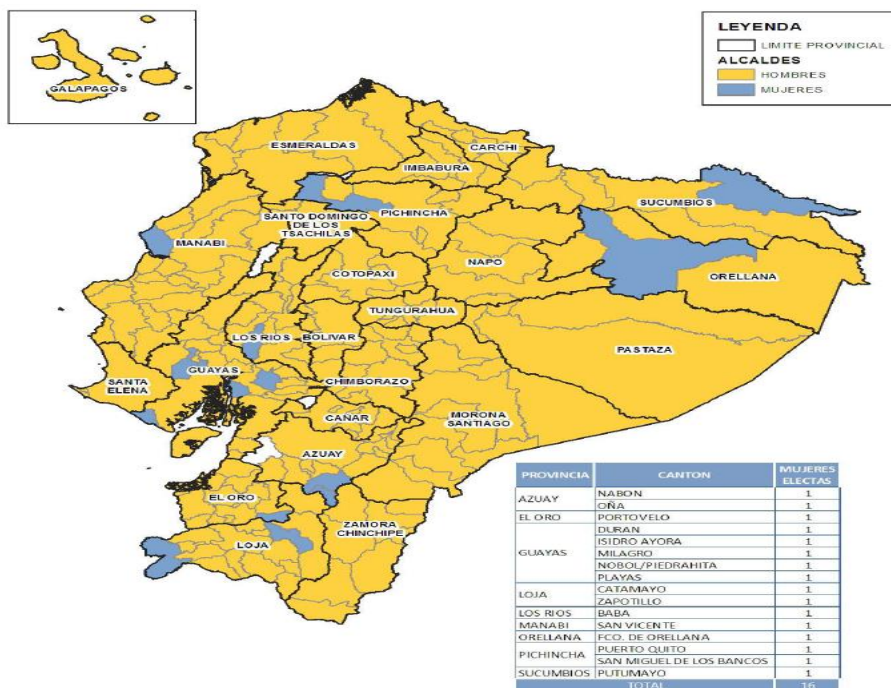 GALAPAGOS
LEYENDA
LIMITE PROVINCIAL
ALCALDES
HOMBRES
MUJERES
ESMERALDAS
CARCHI
IMBABURA
SUCUMBIOS
PICHINCHA
SANTO DOMINGO
DE LOS
TSACHILAS
MANABI
NAPO
COTOPAXI
ORELLANA
TUNGURAHUA
LOS RIOS
BOLIVAR
PASTAZA
GUAYAS
SANTA
ELENA
CHIMBORAZO
MORONA
SANTIAGO
CAÑAR
AZUAY
EL ORO
ZAMORA
CHINCHIPE
LOJA
PROVINCIA CANTON MUJERES ELECTAS
AZUAY NABON 1
OÑA 1
EL ORO PORTOVELO 1
GUAYAS DURAN 1
ISIDRO AYORA 1
MILAGRO 1
NOBOL/PIEDRAHITA 1
PLAYAS 1
LOJA CATAMAYO 1
ZAPOTILLO 1
LOS RIOS BABA 1
MANABI SAN VICENTE 1
ORELLANA FCO. DE ORELLANA 1
PICHINCHA PUERTO QUITO 1
SAN MIGUEL DE LOS BANCOS 1
SUCUMBIOS PUTUMAYO 1
TOTAL 16